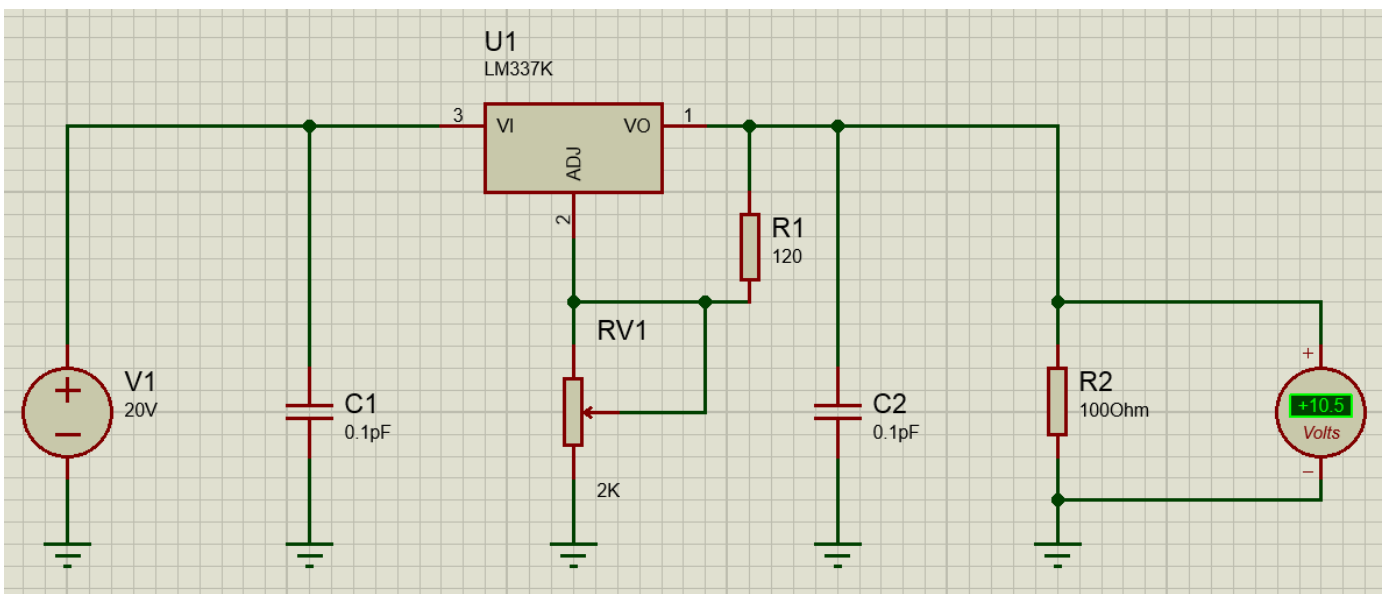 U1
LM337K
3
VI
VO
1
ADJ
2
R1
120
RV1
2K
V1
20V
+
−
C1
0.1pF
C2
0.1pF
R2
100Ohm
+
+10.5
Volts
−